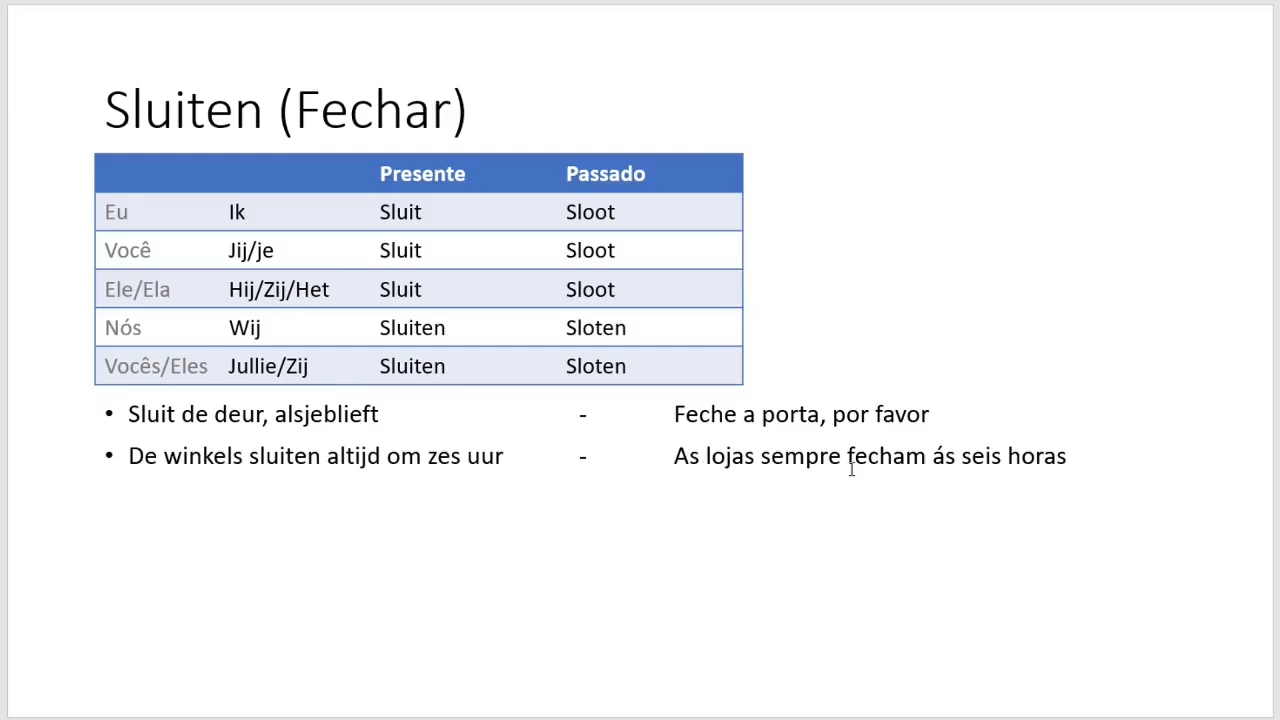 Sluiten (Fechar)
Presente Passado
Eu Ik Sluit Sloot
Você Jij/je Sluit Sloot
Ele/Ela Hij/Zij/Het Sluit Sloot
Nós Wij Sluiten Sloten
Vocês/Eles Jullie/Zij Sluiten Sloten
• Sluit de deur, alsjeblieft - Feche a porta, por favor
• De winkels sluiten altijd om zes uur - As lojas sempre fecham ás seis horas